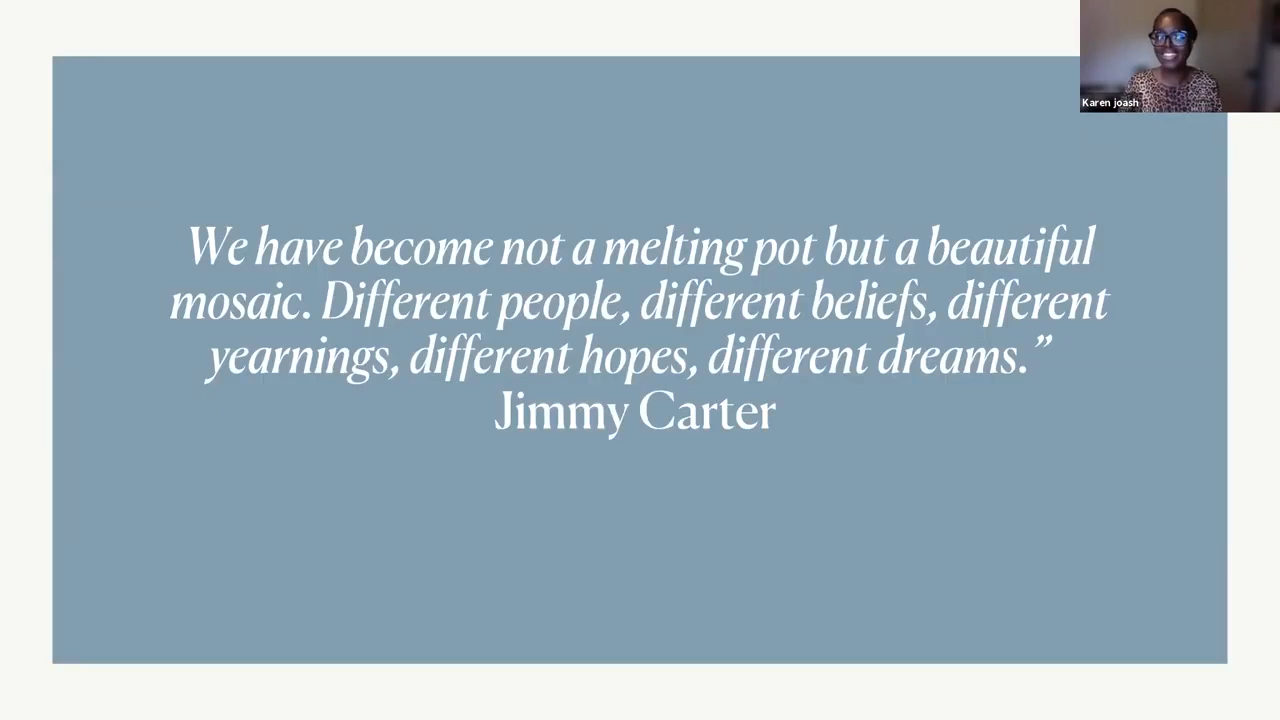 Karen joash
We have become not a melting pot but a beautiful
mosaic. Different people, different beliefs, different
yearnings, different hopes, different dreams.”
Jimmy Carter